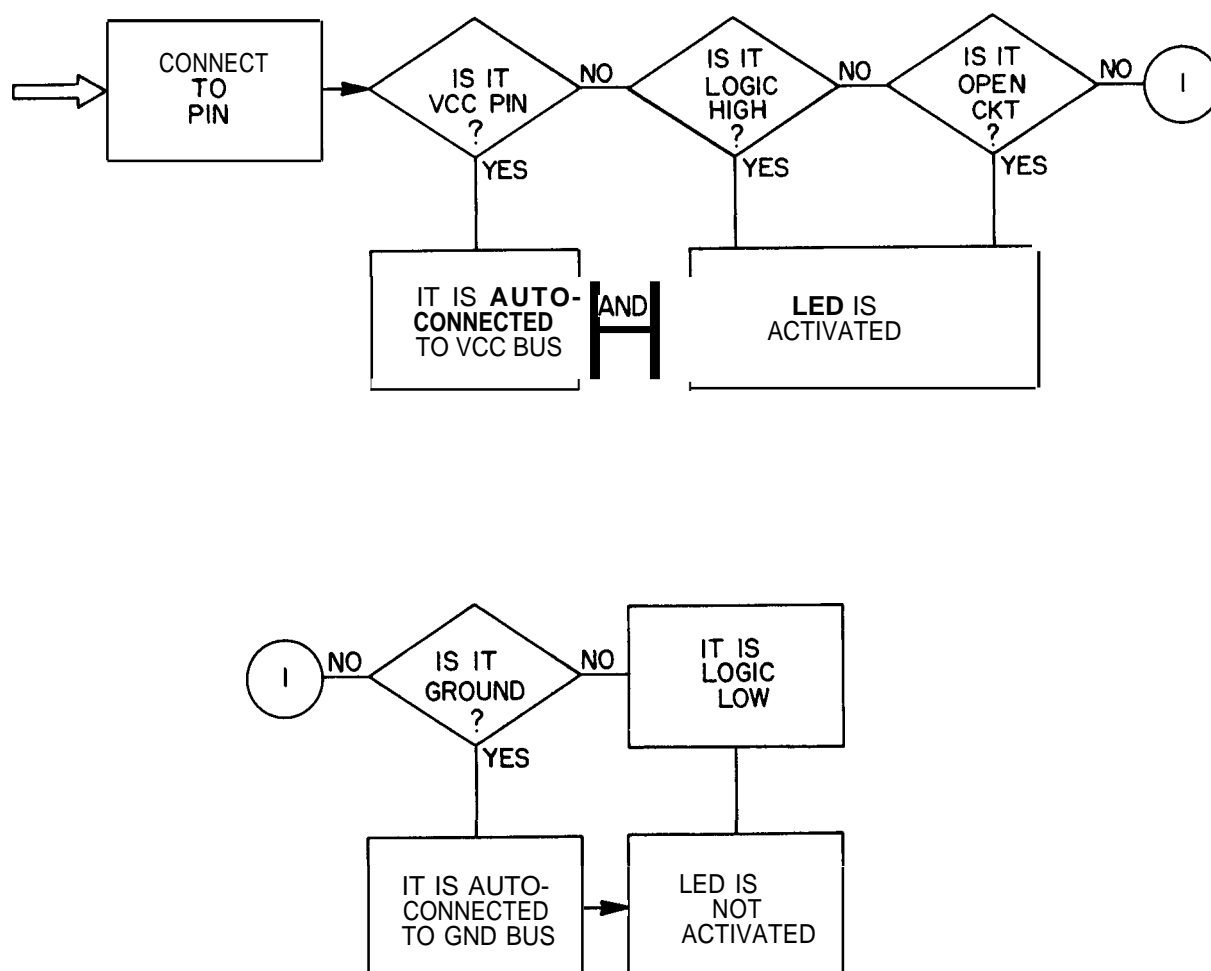 CONNECT
TO
PIN
IS IT
VCC PIN
?
YES
NO
IS IT
LOGIC
HIGH
?
YES
NO
IS IT
OPEN
CKT
?
YES
NO
1
IT IS AUTO-
CONNECTED
TO VCC BUS
AND
LED IS
ACTIVATED
1
NO
IS IT
GROUND
?
YES
NO
IT IS
LOGIC
LOW
IT IS AUTO-
CONNECTED
TO GND BUS
LED IS
NOT
ACTIVATED